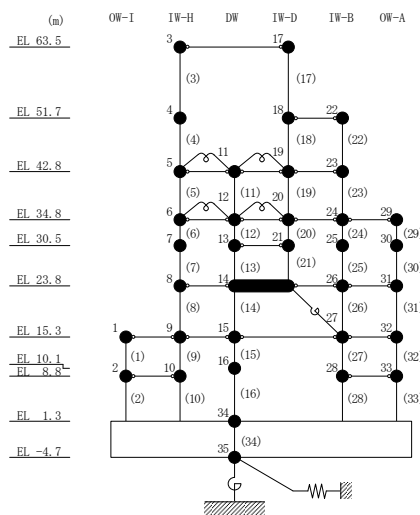 (m) OW-I IW-H DW IW-D IW-B OW-A
EL 63.5 3 17
(3) (17)
EL 51.7 4 18 22
(4) (18) (22)
EL 42.8 5 11 19 23
(5) (11) (19) (23)
EL 34.8 6 12 20 24 29
(6) (12) (20) (24) (29)
EL 30.5 7 13 21 25 30
(7) (13) (21) (25) (30)
EL 23.8 8 14 26 31
(8) (14) (26) (31)
27
EL 15.3 1 9 15 32
(1) (9) (15) (27) (32)
EL 10.1 16
EL 8.8 2 10 28 33
(2) (10) (16) (28) (33)
EL 1.3 34
(34)
EL -4.7 35